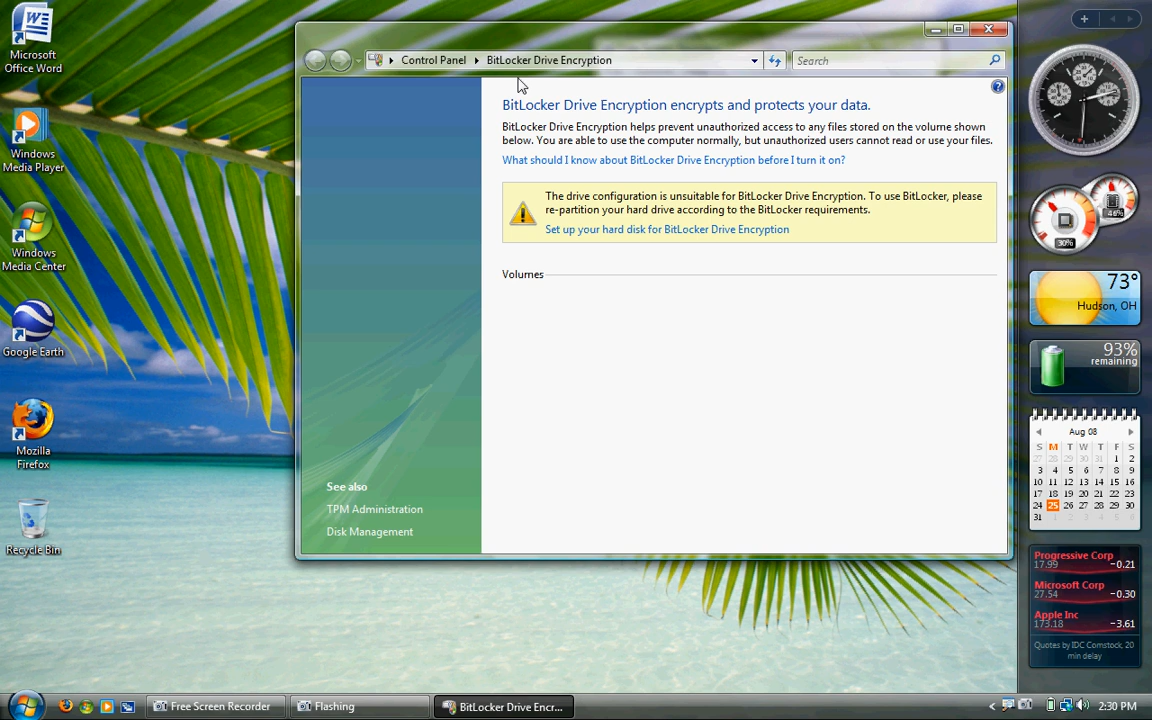 Microsoft
Office Word
Windows
Media Player
Windows
Media Center
Google Earth
Mozilla
Firefox
Recycle Bin
Control Panel
BitLocker Drive Encryption
Search
BitLocker Drive Encryption encrypts and protects your data.
BitLocker Drive Encryption helps prevent unauthorized access to any files stored on the volume shown
below. You are able to use the computer normally, but unauthorized users cannot read or use your files.
What should I know about BitLocker Drive Encryption before I turn it on?
The drive configuration is unsuitable for BitLocker Drive Encryption. To use BitLocker, please
re-partition your hard drive according to the BitLocker requirements.
Set up your hard disk for BitLocker Drive Encryption
Volumes
See also
TPM Administration
Disk Management
46%
30%
73°
Hudson, OH
93%
remaining
Aug 08
S M T W T F S
27 28 29 30 31 1 2
3 4 5 6 7 8 9
10 11 12 13 14 15 16
17 18 19 20 21 22 23
24 25 26 27 28 29 30
31 1 2 3 4 5 6
Progressive Corp
17.99 -0.21
Microsoft Corp
27.54 -0.30
Apple Inc
173.18 -3.61
Quotes by IDC Comstock, 20
min delay
Free Screen Recorder
Flashing
BitLocker Drive Encr...
2:30 PM